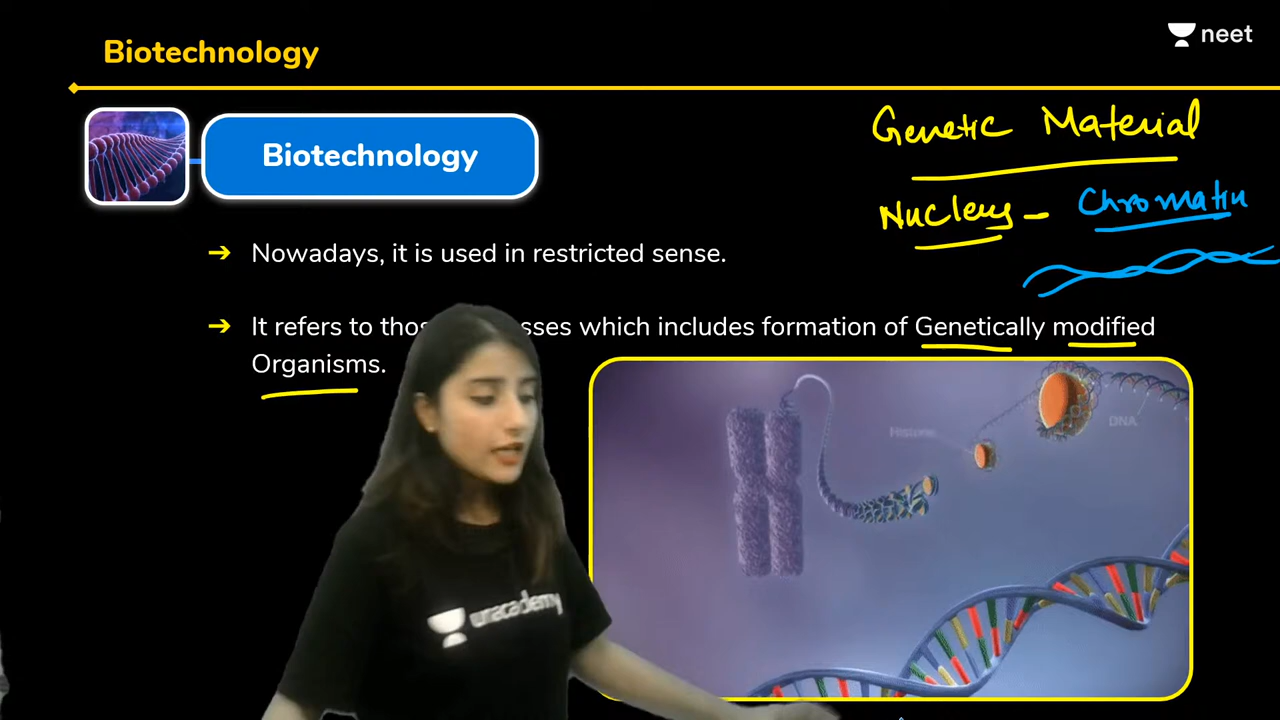 Biotechnology
neet
Genetic Material
Biotechnology
Nucleus - Chromatin
Nowadays, it is used in restricted sense.
It refers to sses which includes formation of Genetically modified
Organisms.
Histone
DNA
unacademy